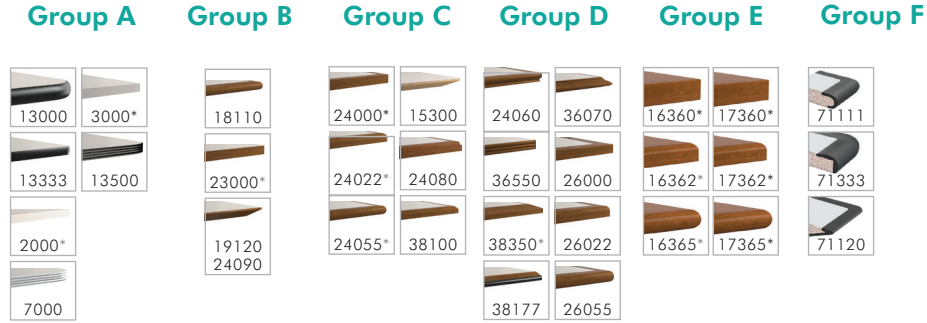 Group A Group B Group C Group D Group E Group F
13000 3000* 18110 24000* 15300 24060 36070 16360* 17360* 71111
13333 13500 23000* 24022* 24080 36550 26000 16362* 17362* 71333
2000* 19120 24055* 38100 38350* 26022 16365* 17365* 71120
24090
7000 38177 26055